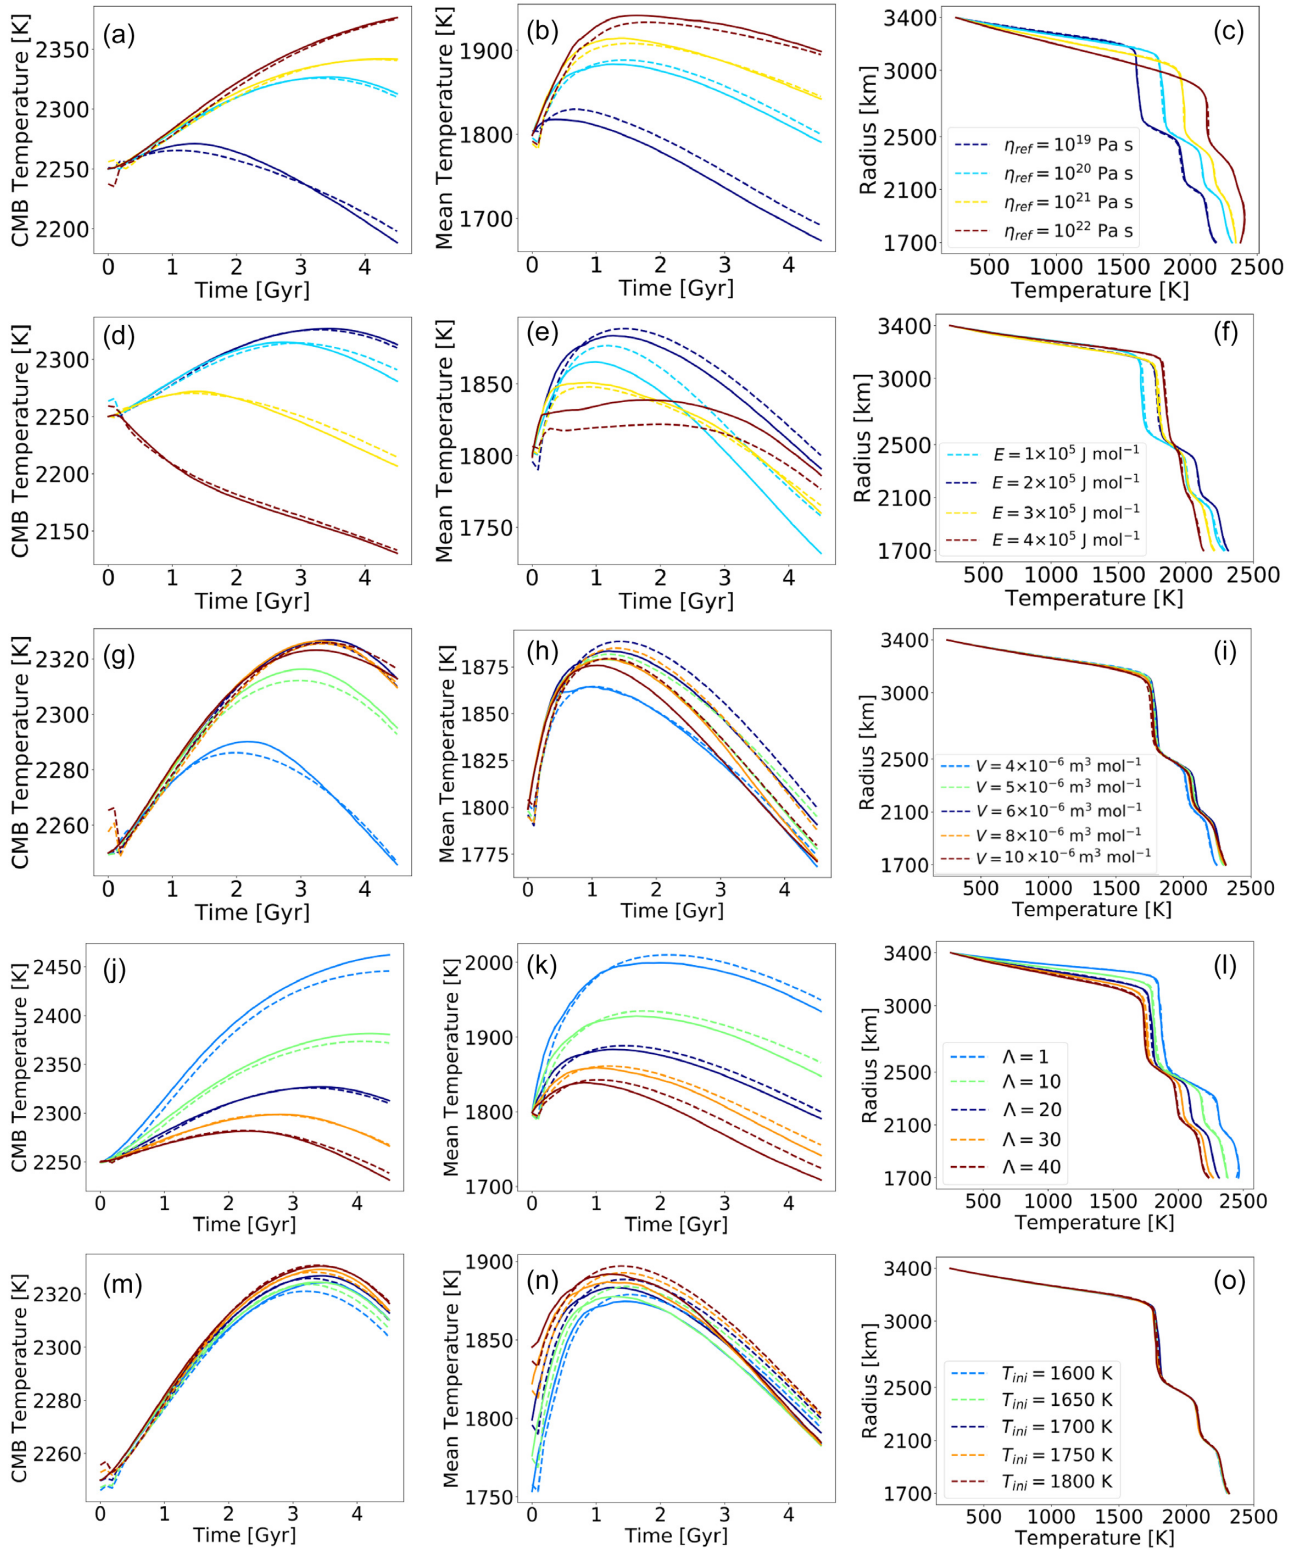 (a)
CMB Temperature [K]
2350
2300
2250
2200
0 1 2 3 4
Time [Gyr]
(b)
Mean Temperature [K]
1900
1800
1700
0 1 2 3 4
Time [Gyr]
(c)
Radius [km]
3400
3000
2500
2100
1700
η_ref = 10^19 Pa s
η_ref = 10^20 Pa s
η_ref = 10^21 Pa s
η_ref = 10^22 Pa s
500 1000 1500 2000 2500
Temperature [K]
(d)
CMB Temperature [K]
2300
2250
2200
2150
0 1 2 3 4
Time [Gyr]
(e)
Mean Temperature [K]
1850
1800
1750
0 1 2 3 4
Time [Gyr]
(f)
Radius [km]
3400
3000
2500
2100
1700
E = 1×10^5 J mol^−1
E = 2×10^5 J mol^−1
E = 3×10^5 J mol^−1
E = 4×10^5 J mol^−1
500 1000 1500 2000 2500
Temperature [K]
(g)
CMB Temperature [K]
2320
2300
2280
2260
0 1 2 3 4
Time [Gyr]
(h)
Mean Temperature [K]
1875
1850
1825
1800
1775
0 1 2 3 4
Time [Gyr]
(i)
Radius [km]
3400
3000
2500
2100
1700
V = 4×10^−6 m^3 mol^−1
V = 5×10^−6 m^3 mol^−1
V = 6×10^−6 m^3 mol^−1
V = 8×10^−6 m^3 mol^−1
V = 10×10^−6 m^3 mol^−1
500 1000 1500 2000 2500
Temperature [K]
(j)
CMB Temperature [K]
2450
2400
2350
2300
2250
0 1 2 3 4
Time [Gyr]
(k)
Mean Temperature [K]
2000
1900
1800
1700
0 1 2 3 4
Time [Gyr]
(l)
Radius [km]
3400
3000
2500
2100
1700
Λ = 1
Λ = 10
Λ = 20
Λ = 30
Λ = 40
500 1000 1500 2000 2500
Temperature [K]
(m)
CMB Temperature [K]
2320
2300
2280
2260
0 1 2 3 4
Time [Gyr]
(n)
Mean Temperature [K]
1900
1850
1800
1750
0 1 2 3 4
Time [Gyr]
(o)
Radius [km]
3400
3000
2500
2100
1700
T_ini = 1600 K
T_ini = 1650 K
T_ini = 1700 K
T_ini = 1750 K
T_ini = 1800 K
500 1000 1500 2000 2500
Temperature [K]